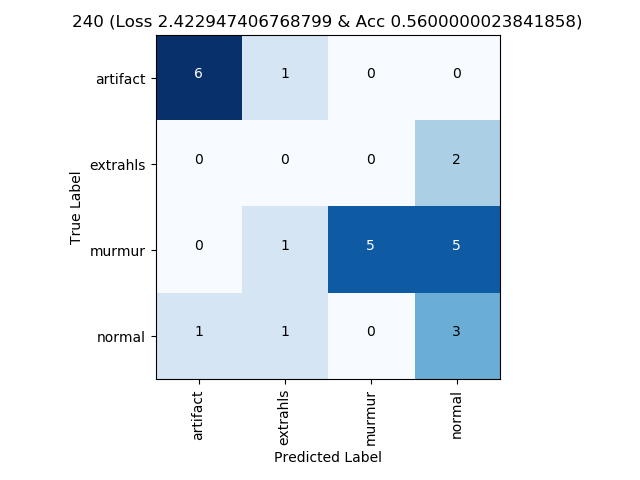 240 (Loss 2.422947406768799 & Acc 0.5600000023841858)
artifact 6 1 0 0
extrahls 0 0 0 2
murmur 0 1 5 5
normal 1 1 0 3
True Label
artifact extrahls murmur normal
Predicted Label